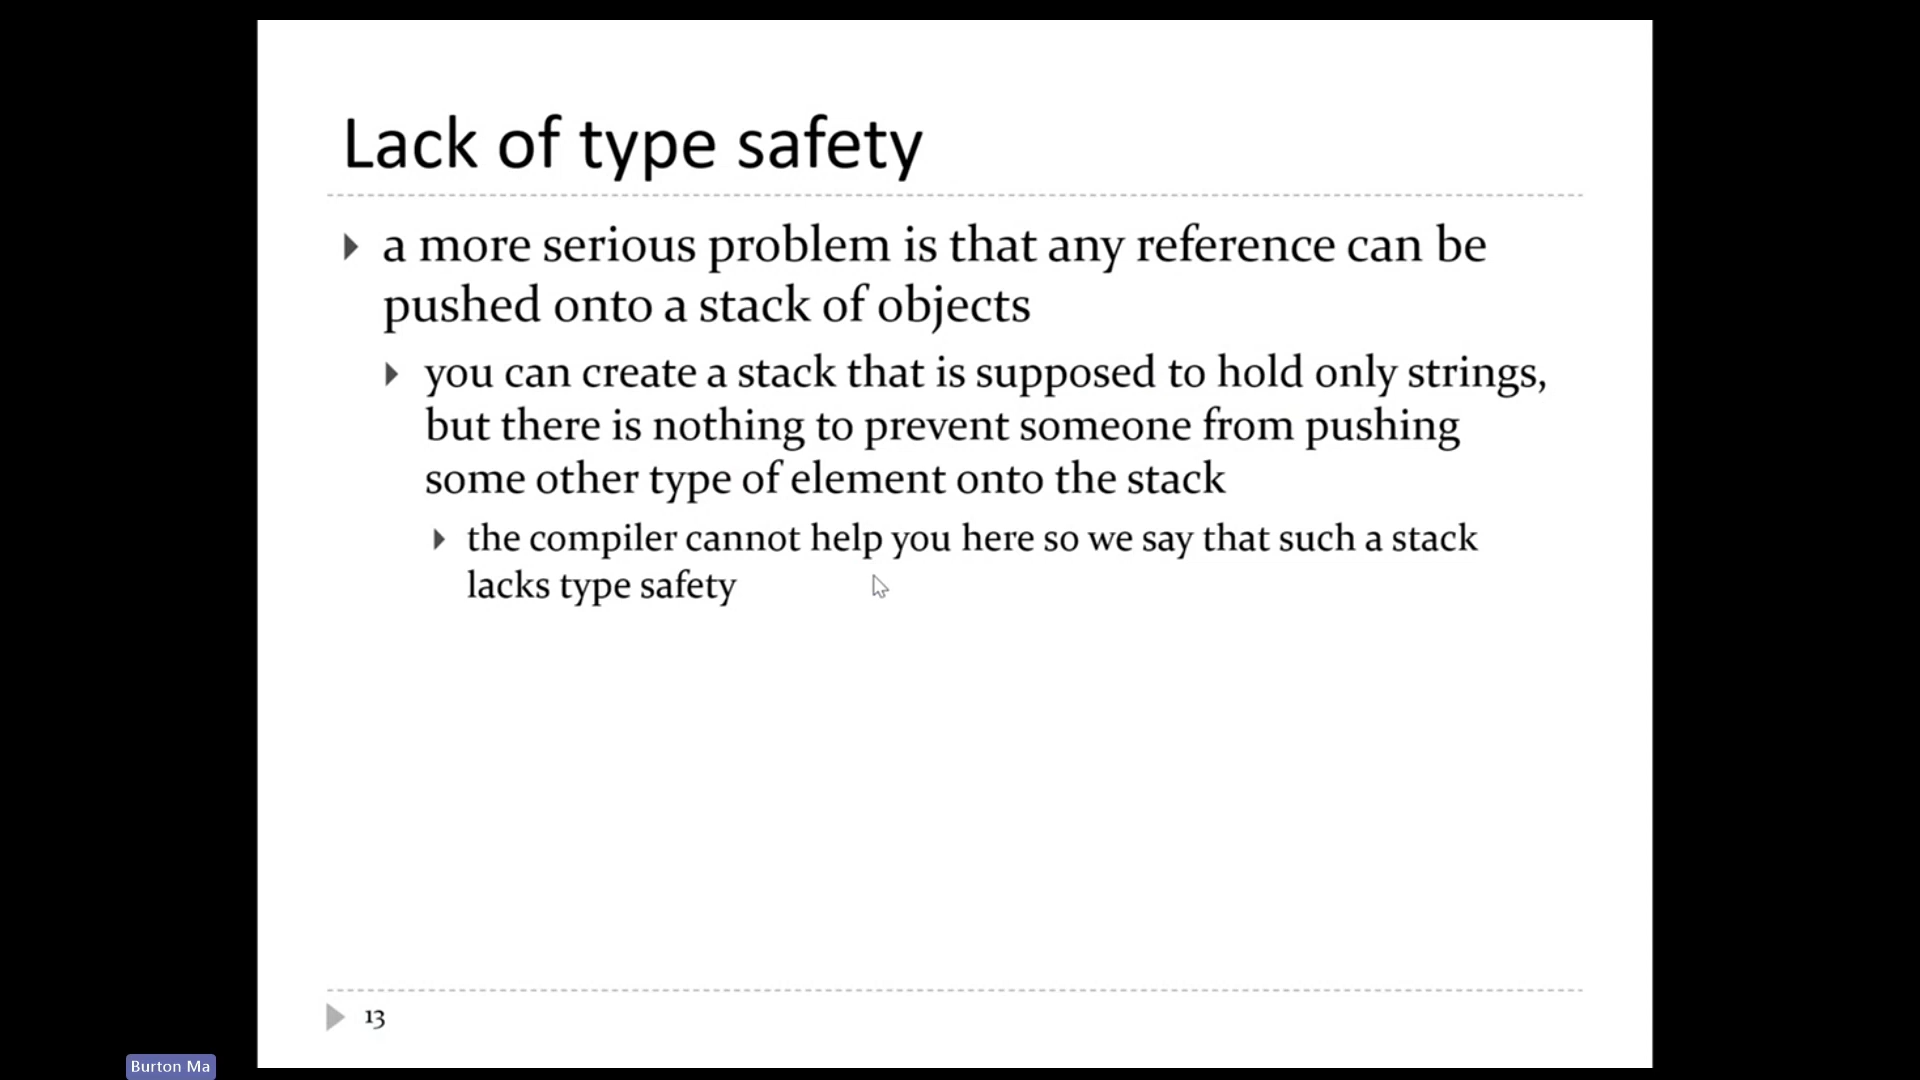 Lack of type safety
a more serious problem is that any reference can be
pushed onto a stack of objects
you can create a stack that is supposed to hold only strings,
but there is nothing to prevent someone from pushing
some other type of element onto the stack
the compiler cannot help you here so we say that such a stack
lacks type safety
13
Burton Ma